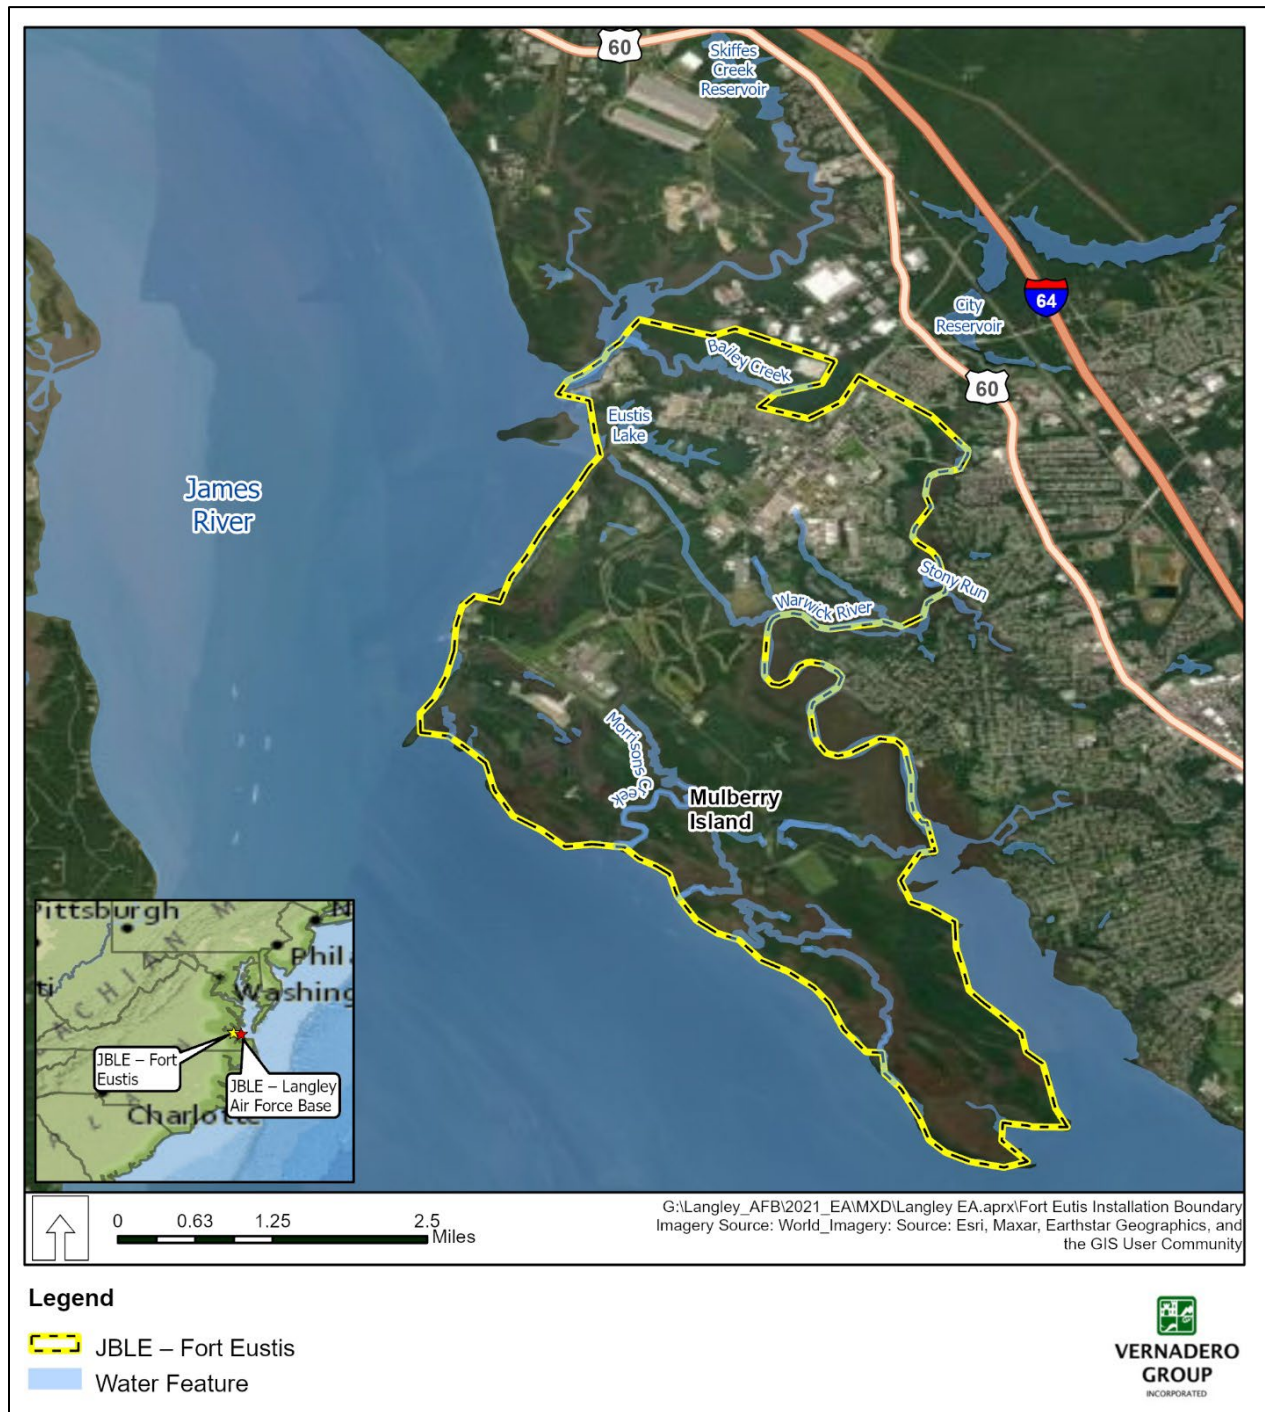 60
Skiffes
Creek
Reservoir
64
City
Reservoir
60
Bailey Creek
Eustis
Lake
James
River
Stony Run
Warwick River
Morrisons Creek
Mulberry
Island
Pittsburgh
Phil
Washing
JBLE – Fort
Eustis
JBLE – Langley
Air Force Base
Charlotte
0 0.63 1.25 2.5
Miles
G:\Langley_AFB\2021_EA\MXD\Langley EA.aprx\Fort Eutis Installation Boundary
Imagery Source: World_Imagery: Source: Esri, Maxar, Earthstar Geographics, and
the GIS User Community
Legend
JBLE – Fort Eustis
Water Feature
VERNADERO
GROUP
INCORPORATED